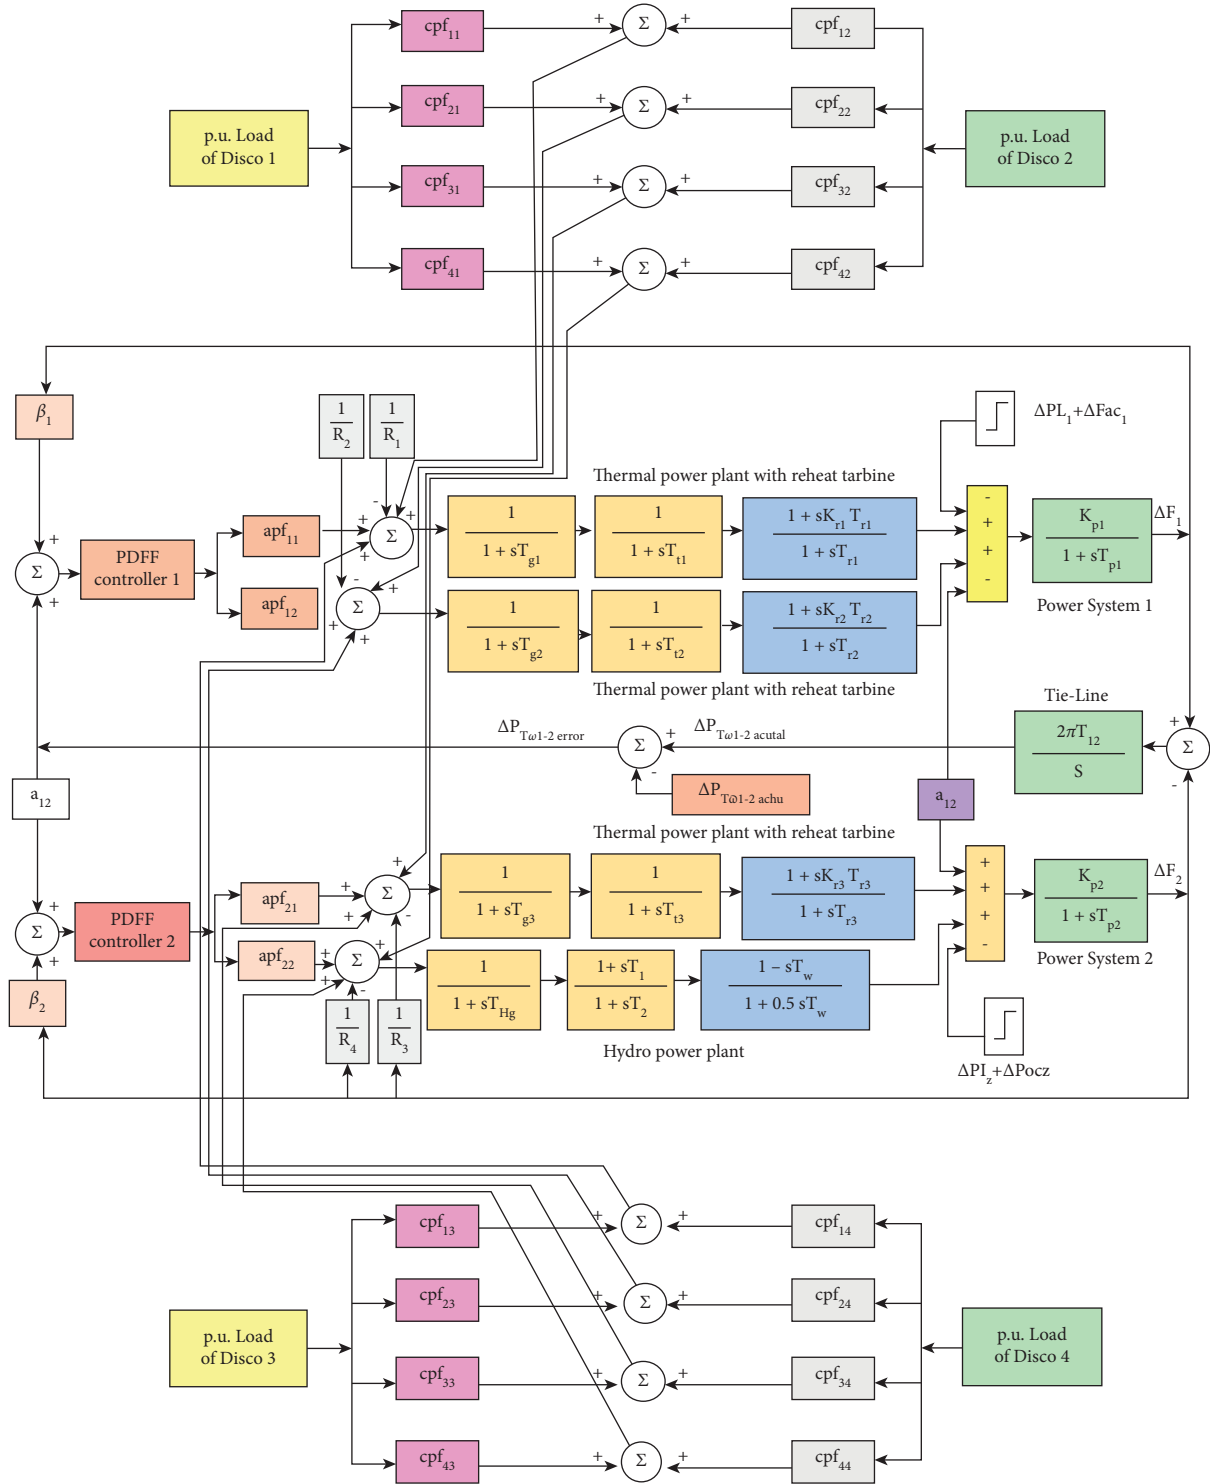 cpf11
+
Σ
+
cpf12
cpf21
+
Σ
+
cpf22
p.u. Load
of Disco 1
p.u. Load
of Disco 2
cpf31
+
Σ
+
cpf32
cpf41
+
Σ
+
cpf42
β1
1
R2
1
R1
ΔPL1+ΔFac1
Thermal power plant with reheat tarbine
+
Σ
+
PDFF
controller 1
apf11
apf12
-
+
+
+
Σ
1
1 + sTg1
1
1 + sTt1
1 + sKr1 Tr1
1 + sTr1
-
+
+
-
Kp1
1 + sTp1
ΔF1
Power System 1
-
+
+
+
Σ
1
1 + sTg2
1
1 + sTt2
1 + sKr2 Tr2
1 + sTr2
Thermal power plant with reheat tarbine
Tie-Line
ΔPTω1-2 error
Σ
+
-
ΔPTω1-2 acutal
2πT12
S
+
Σ
-
a12
ΔPTω1-2 achu
a12
Thermal power plant with reheat tarbine
+
Σ
+
PDFF
controller 2
apf21
apf22
+
+
+
-
Σ
1
1 + sTg3
1
1 + sTt3
1 + sKr3 Tr3
1 + sTr3
+
+
+
-
Kp2
1 + sTp2
ΔF2
Power System 2
β2
+
+
+
-
Σ
1
1 + sTHg
1+ sT1
1 + sT2
1 − sTw
1 + 0.5 sTw
1
R4
1
R3
Hydro power plant
ΔPIz+ΔPocz
cpf13
+
Σ
+
cpf14
cpf23
+
Σ
+
cpf24
p.u. Load
of Disco 3
p.u. Load
of Disco 4
cpf33
+
Σ
+
cpf34
cpf43
+
Σ
+
cpf44